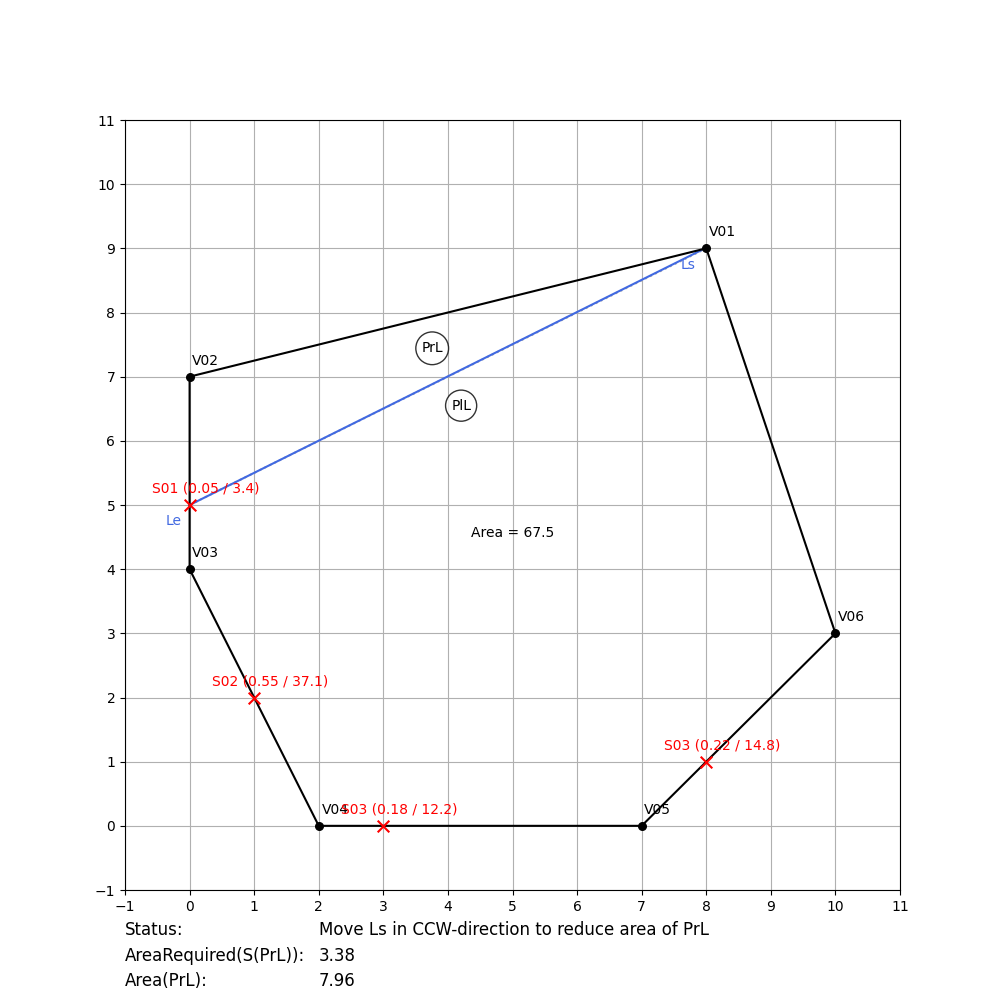 11
10
9
8
7
6
5
4
3
2
1
0
−1
−1 0 1 2 3 4 5 6 7 8 9 10 11
V01
Ls
PrL
V02
PlL
S01 (0.05 / 3.4)
Le
Area = 67.5
V03
V06
S02 (0.55 / 37.1)
S03 (0.22 / 14.8)
V04 S03 (0.18 / 12.2) V05
Status: Move Ls in CCW-direction to reduce area of PrL
AreaRequired(S(PrL)): 3.38
Area(PrL): 7.96